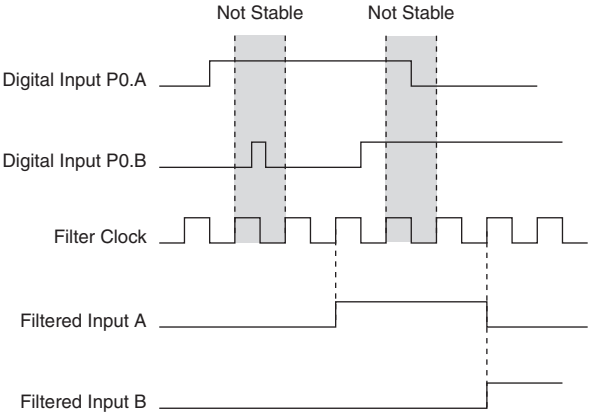 Not Stable
Not Stable
Digital Input P0.A
Digital Input P0.B
Filter Clock
Filtered Input A
Filtered Input B